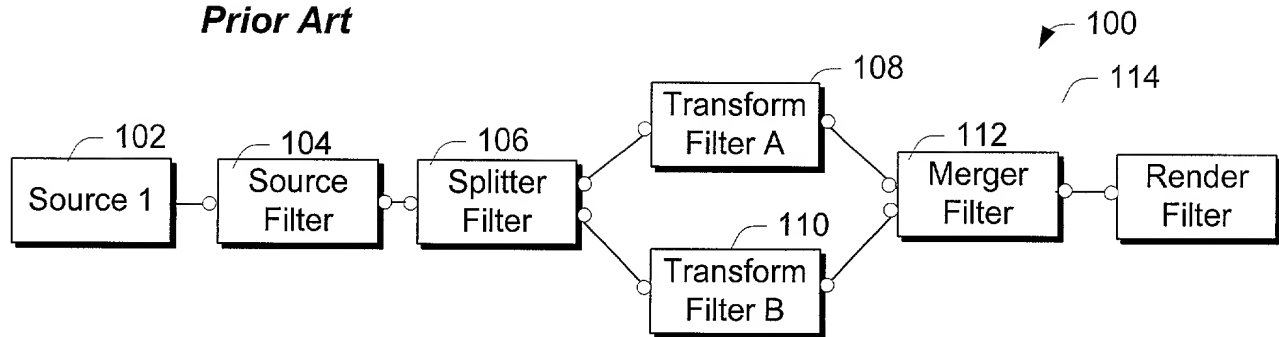 Prior Art
100
108
114
Transform
Filter A
102
104
106
112
Source 1
Source
Filter
Splitter
Filter
Merger
Filter
Render
Filter
110
Transform
Filter B